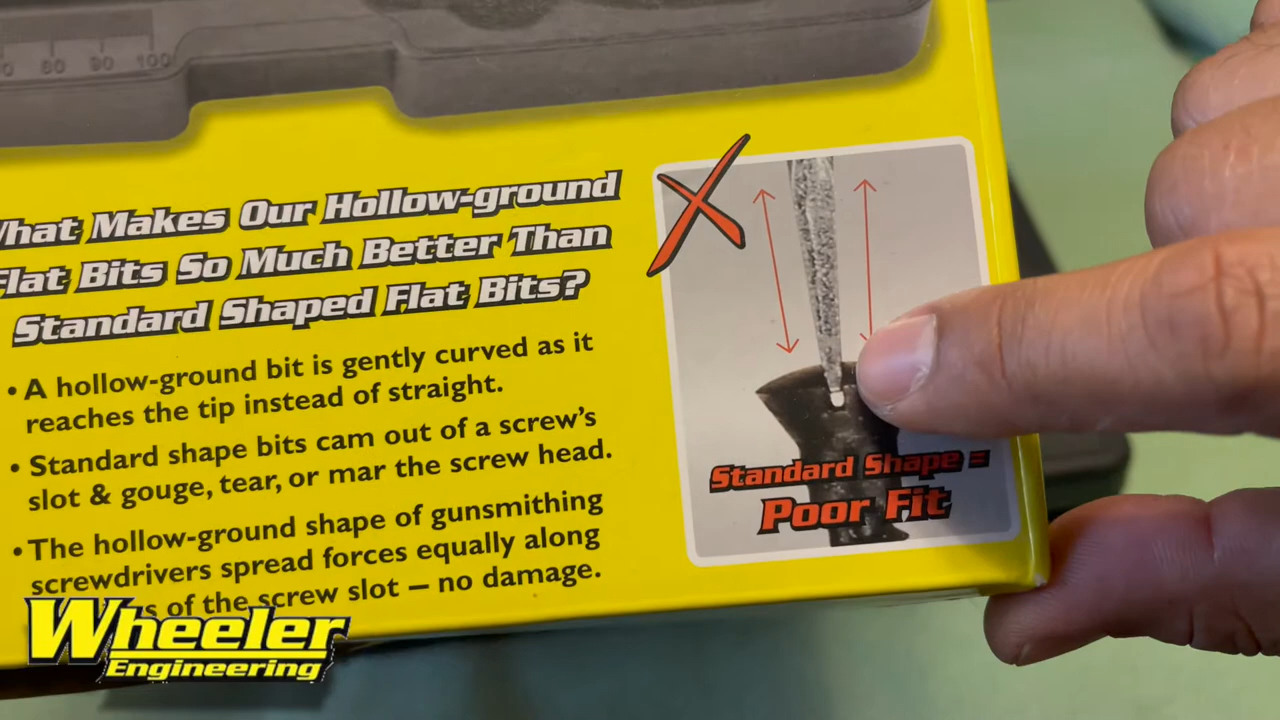 80 90 100
What Makes Our Hollow-ground
Flat Bits So Much Better Than
Standard Shaped Flat Bits?
• A hollow-ground bit is gently curved as it
reaches the tip instead of straight.
• Standard shape bits cam out of a screw's
slot & gouge, tear, or mar the screw head.
• The hollow-ground shape of gunsmithing
screwdrivers spread forces equally along
of the screw slot – no damage.
Standard Shape =
Poor Fit
Wheeler
Engineering